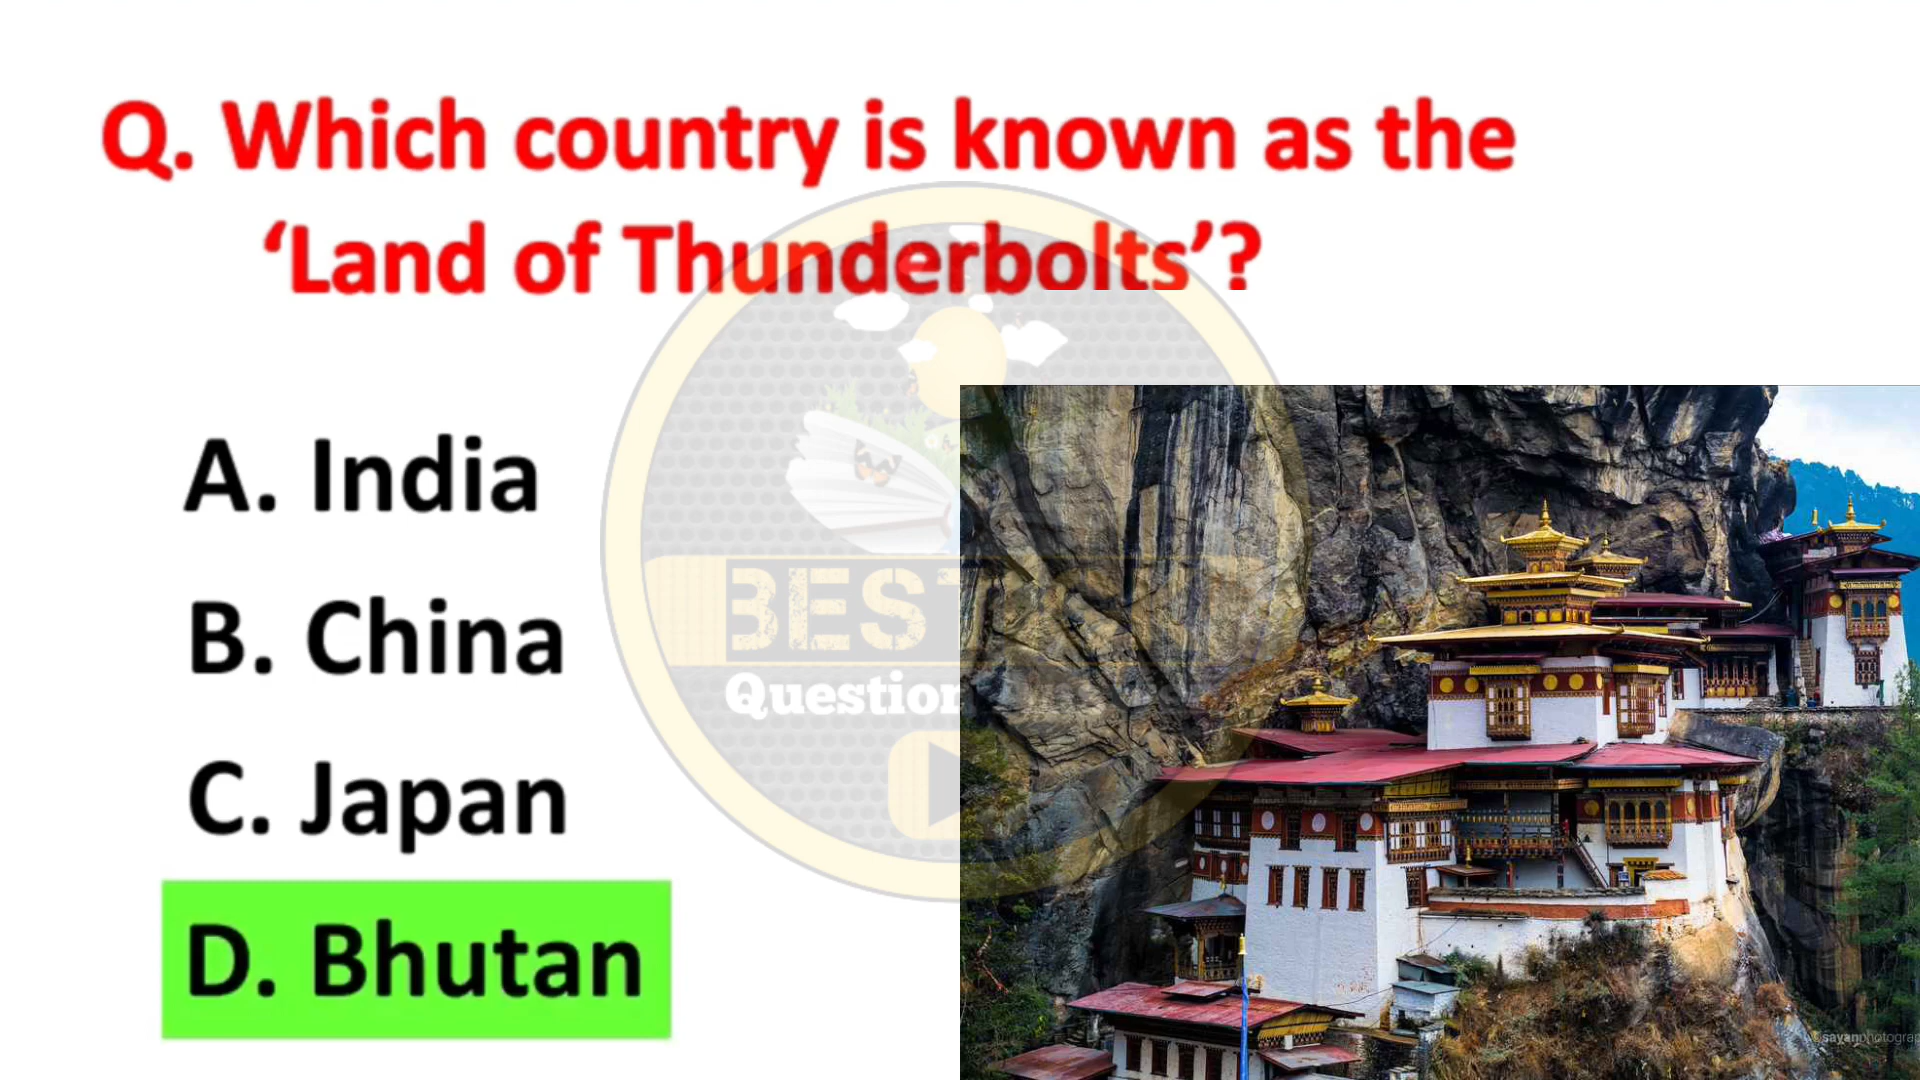 Q. Which country is known as the
‘Land of Thunderbolts’?
A. India
B. China
C. Japan
D. Bhutan
BEST
Question